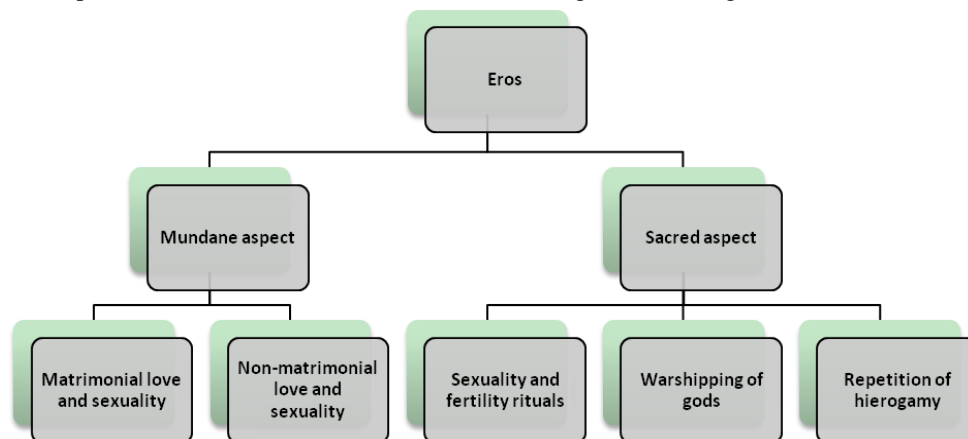 Eros
Mundane aspect
Sacred aspect
Matrimonial love
and sexuality
Non-matrimonial
love and
sexuality
Sexuality and
fertility rituals
Warshipping of
gods
Repetition of
hierogamy